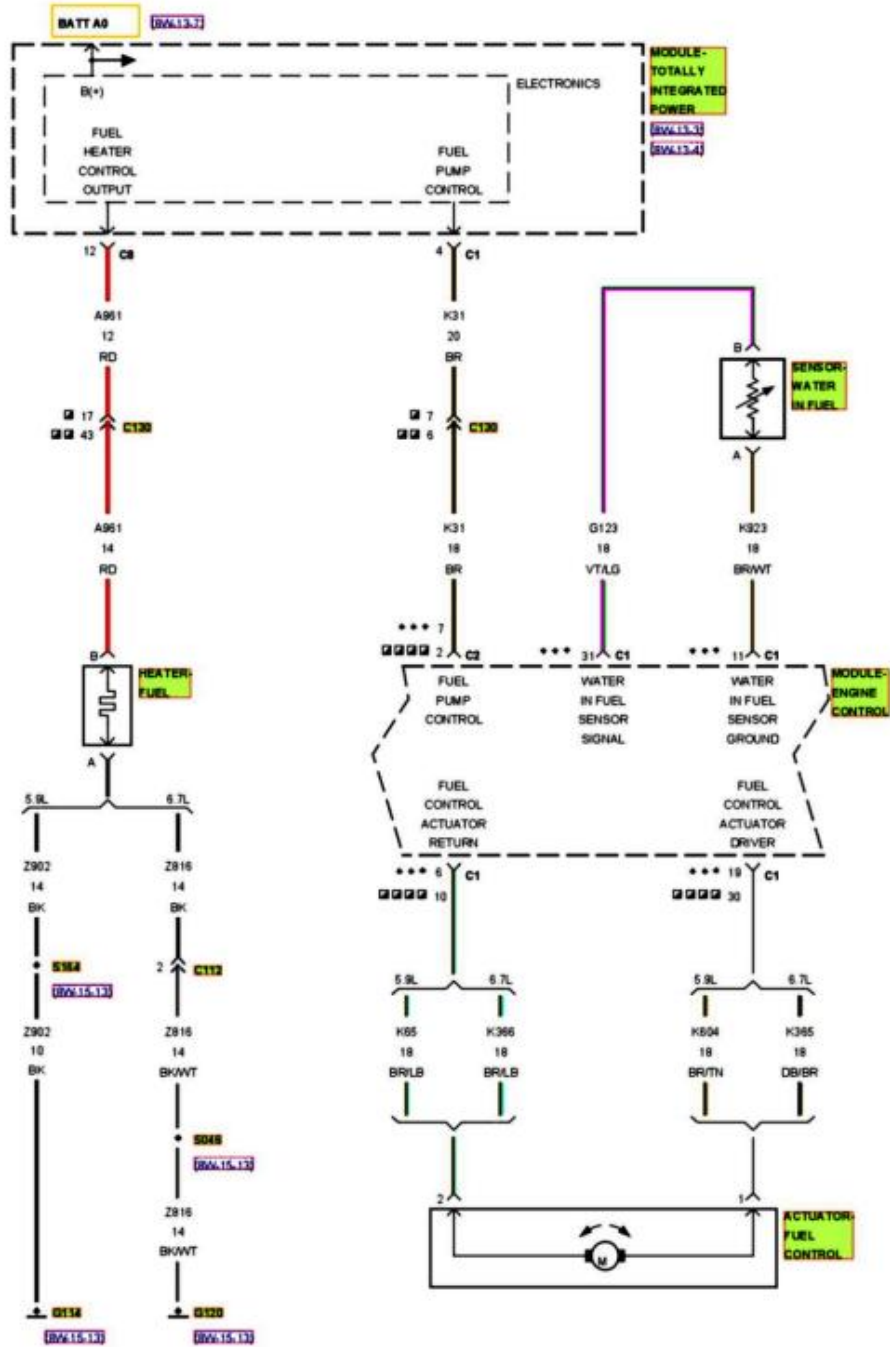 BATT A0
(8W-13-7)
MODULE-
TOTALLY
INTEGRATED
POWER
(8W-13-3)
(8W-13-4)
ELECTRONICS
B(+)
FUEL
HEATER
CONTROL
OUTPUT
FUEL
PUMP
CONTROL
12 C8
4 C1
A961
12
RD
K31
20
BR
B
SENSOR-
WATER
IN FUEL
A
17
43
C130
7
6
C130
A961
14
RD
K31
18
BR
G123
18
VT/LG
K923
18
BR/WT
7
2 C2
31 C1
11 C1
B
HEATER-
FUEL
A
FUEL
PUMP
CONTROL
WATER
IN FUEL
SENSOR
SIGNAL
WATER
IN FUEL
SENSOR
GROUND
MODULE-
ENGINE
CONTROL
FUEL
CONTROL
ACTUATOR
RETURN
FUEL
CONTROL
ACTUATOR
DRIVER
5.9L
6.7L
Z902
14
BK
Z816
14
BK
6
10
C1
19
30
C1
S164
(8W-15-13)
2 C113
5.9L
6.7L
5.9L
6.7L
Z902
10
BK
Z816
14
BK/WT
K65
18
BR/LB
K366
18
BR/LB
K604
18
BR/TN
K365
18
DB/BR
S046
(8W-15-13)
Z816
14
BK/WT
2
1
M
ACTUATOR-
FUEL
CONTROL
G114
(8W-15-13)
G120
(8W-15-13)